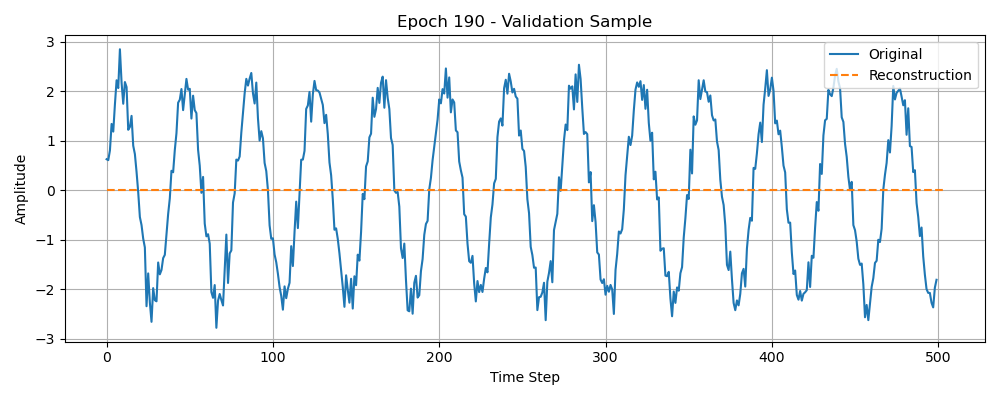 Epoch 190 - Validation Sample
Original
Reconstruction
Amplitude
3
2
1
0
−1
−2
−3
0 100 200 300 400 500
Time Step